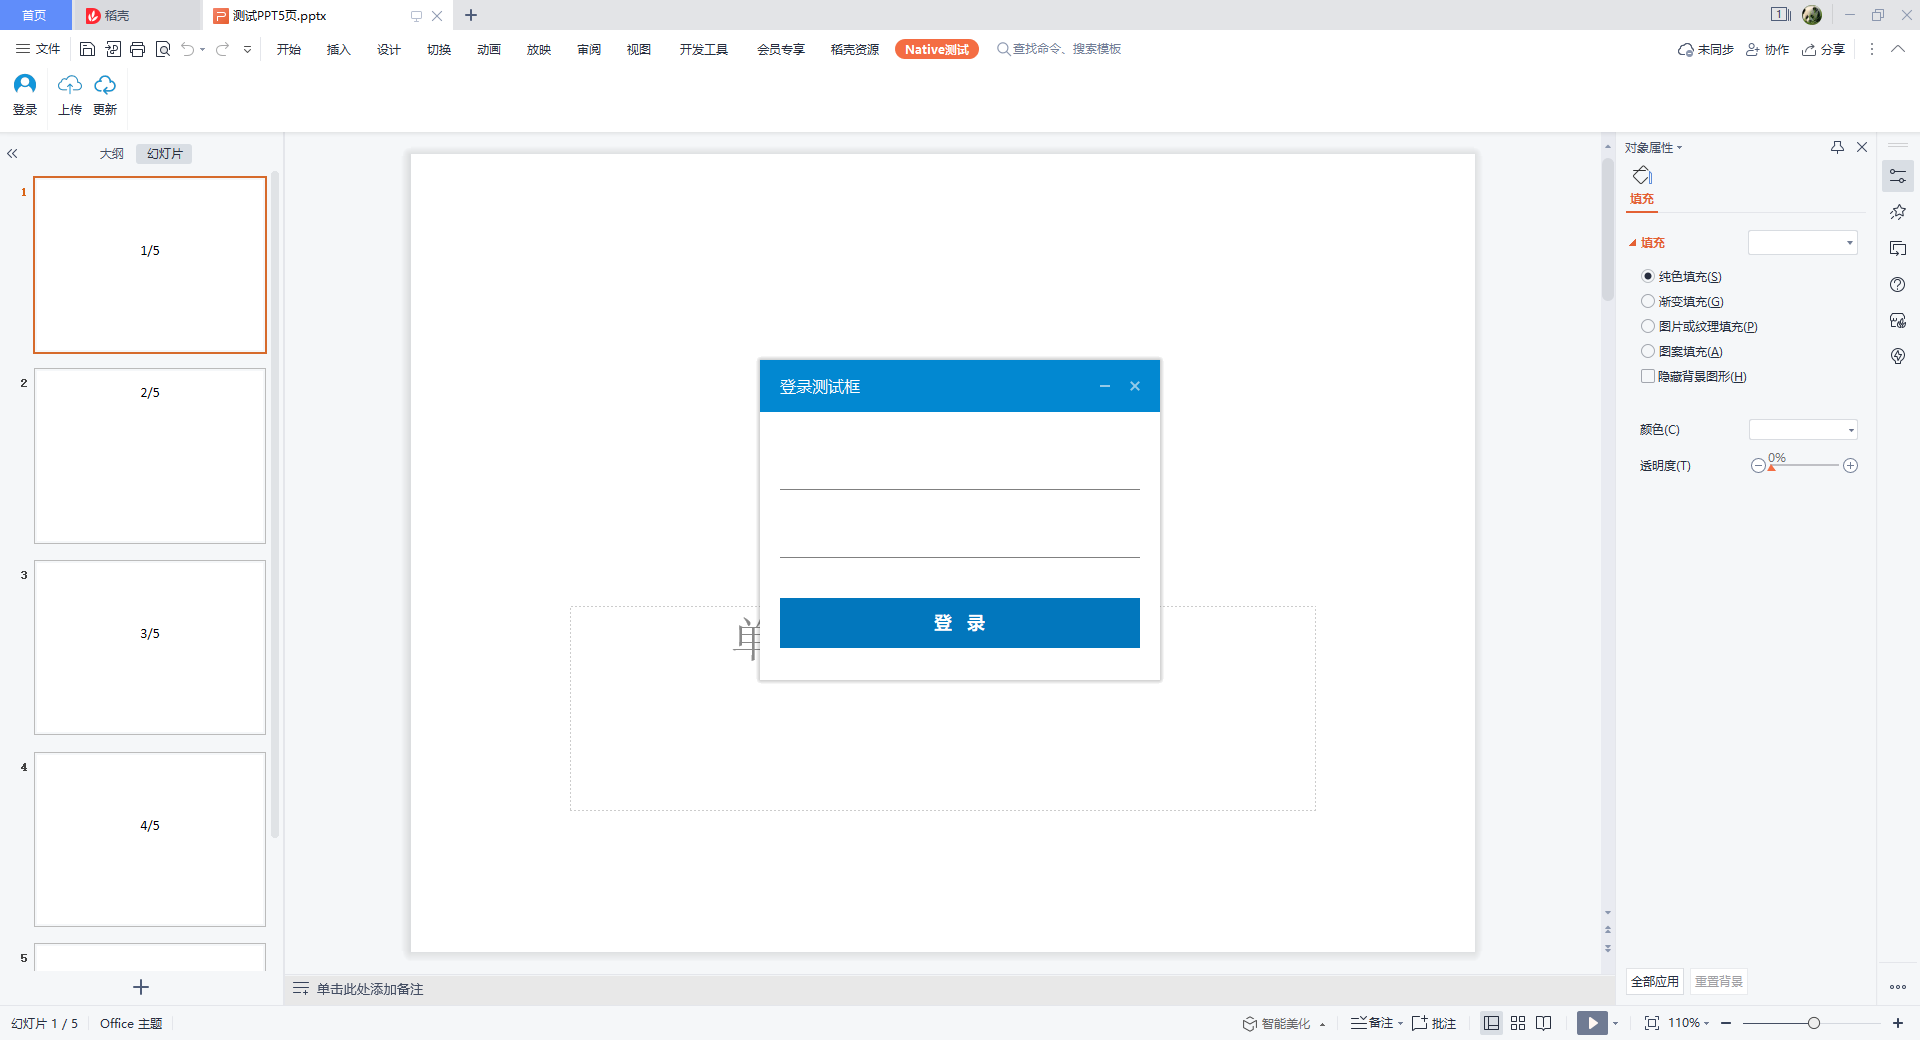 首页 稻壳 测试PPT5页.pptx
文件 开始 插入 设计 切换 动画 放映 审阅 视图 开发工具 会员专享 稻壳资源 Native测试 查找命令、搜索模板 未同步 协作 分享
登录 上传 更新
大纲 幻灯片
1
1/5
2
2/5
3
3/5
4
4/5
5
登录测试框
登 录
单
单击此处添加备注
对象属性
填充
填充
纯色填充(S)
渐变填充(G)
图片或纹理填充(P)
图案填充(A)
隐藏背景图形(H)
颜色(C)
透明度(T) 0%
全部应用 重置背景
幻灯片 1 / 5 Office 主题 智能美化 备注 批注 110%